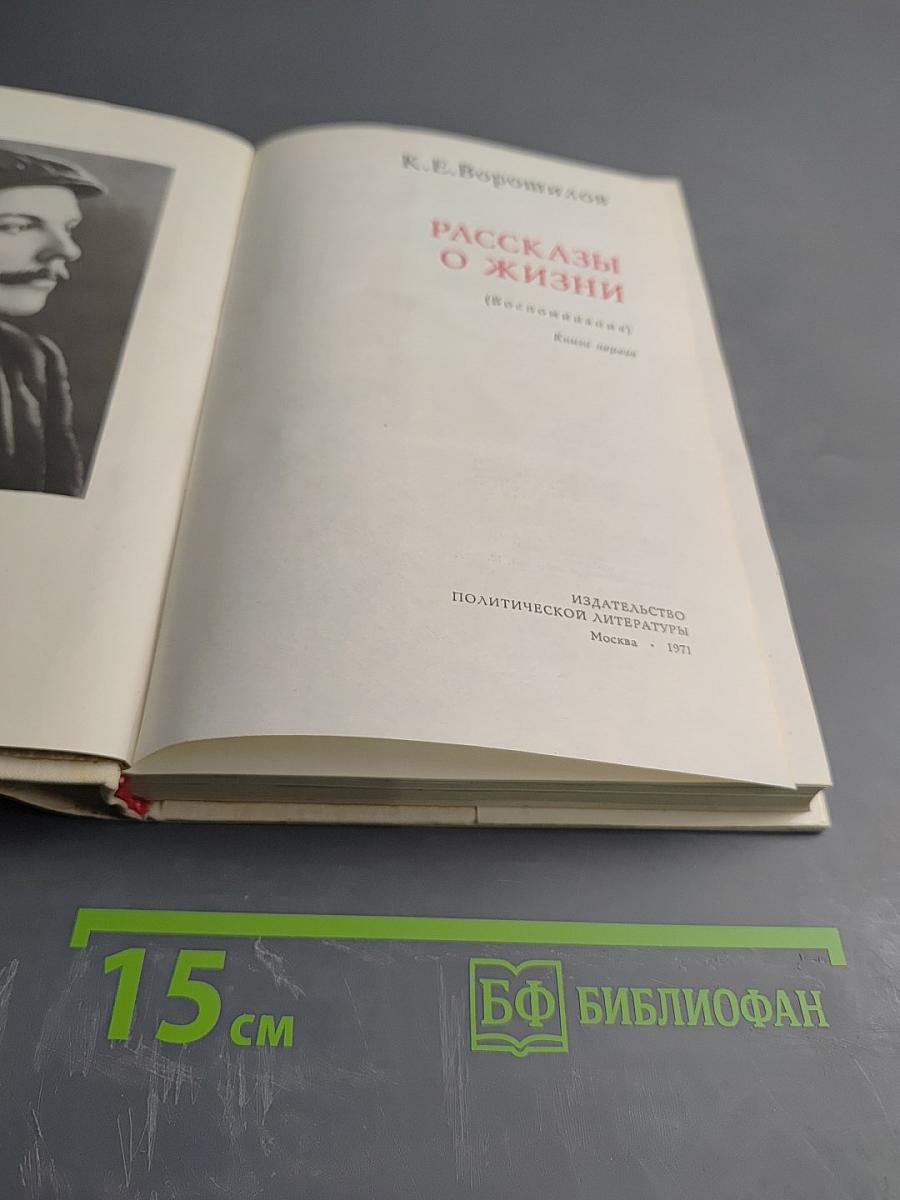 К.Е.Ворошилов
РАССКАЗЫ
О ЖИЗНИ
(Воспоминания)
Книга первая
ИЗДАТЕЛЬСТВО
ПОЛИТИЧЕСКОЙ ЛИТЕРАТУРЫ
Москва · 1971
15 см
БФ БИБЛИОФАН